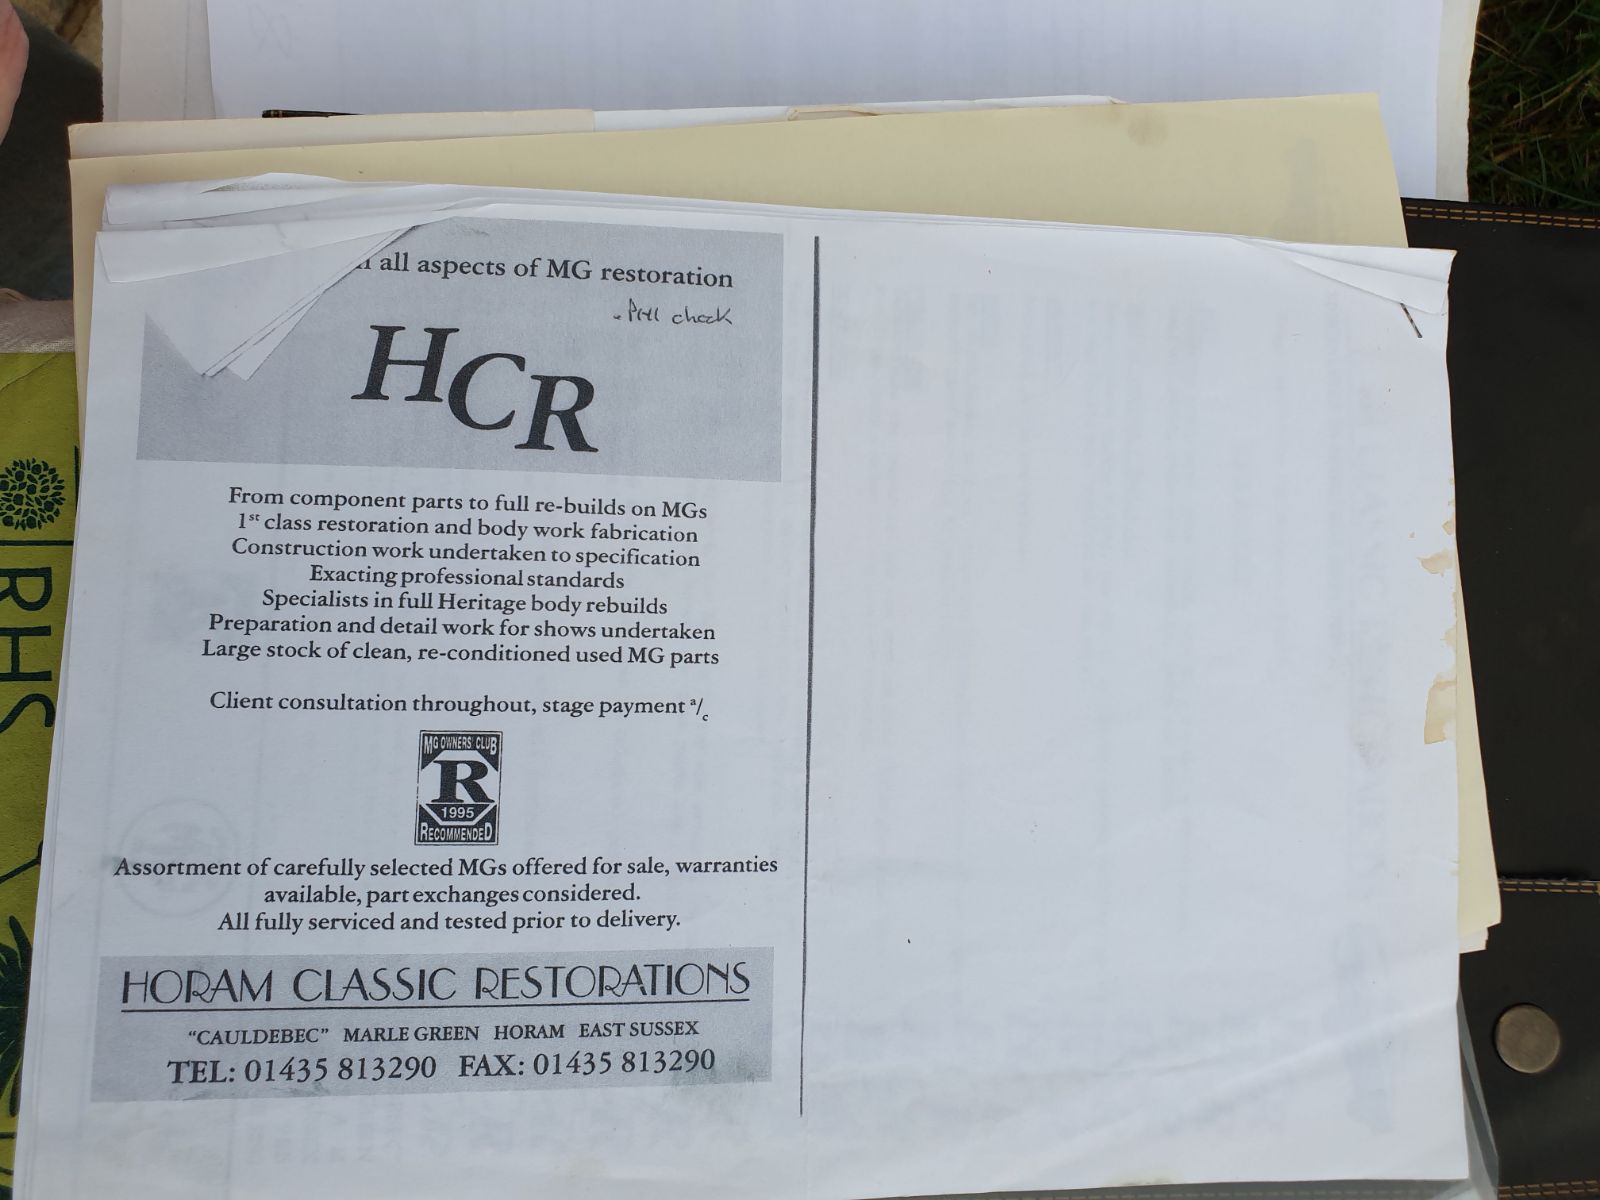 all aspects of MG restoration
check
HCR
From component parts to full re-builds on MGs
1st class restoration and body work fabrication
Construction work undertaken to specification
Exacting professional standards
Specialists in full Heritage body rebuilds
Preparation and detail work for shows undertaken
Large stock of clean, re-conditioned used MG parts
Client consultation throughout, stage payment a/c
MG OWNERS' CLUB
R
1995
RECOMMENDED
Assortment of carefully selected MGs offered for sale, warranties
available, part exchanges considered.
All fully serviced and tested prior to delivery.
HORAM CLASSIC RESTORATIONS
“CAULDEBEC” MARLE GREEN HORAM EAST SUSSEX
TEL: 01435 813290 FAX: 01435 813290
RHS